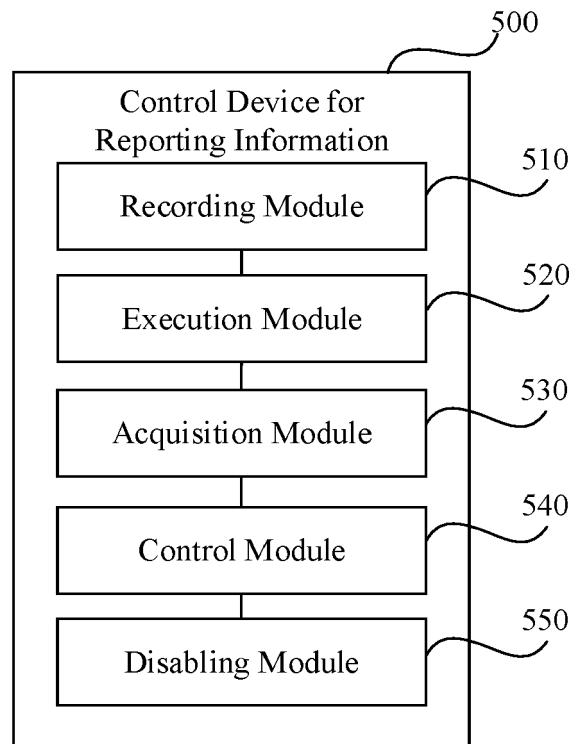 500
Control Device for
Reporting Information
510
Recording Module
520
Execution Module
530
Acquisition Module
540
Control Module
550
Disabling Module